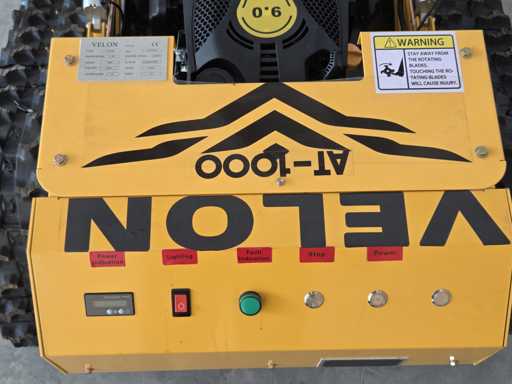 9.0
VELON
CE
WARNING
STAY AWAY FROM
THE ROTATING
BLADES.
TOUCHING THE RO-
TATING BLADES
WILL CAUSE INJURY.
AT-1000
VELON
Power
indication
Lighting
Fault
indication
Stop
Power